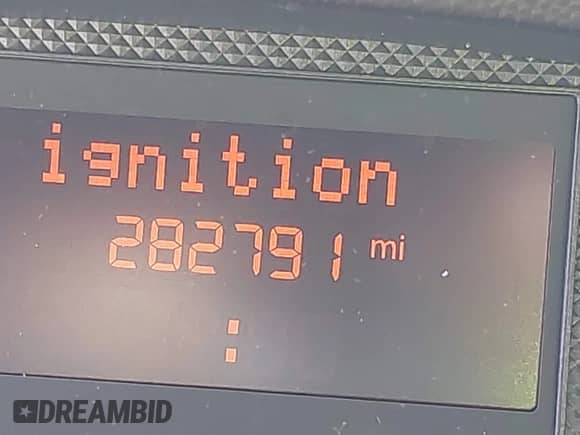 ignition
282791 mi
:
DREAMBID